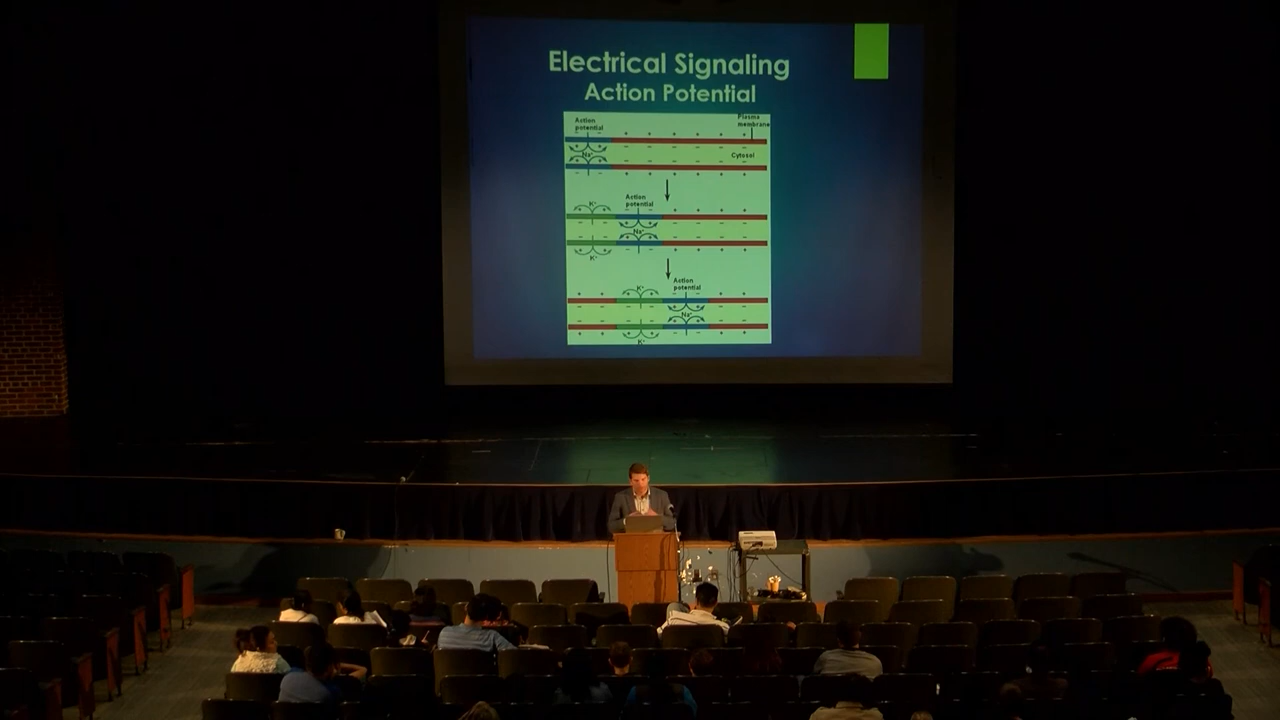 Electrical Signaling
Action Potential
Action
potential
Plasma
membrane
Na⁺
Cytosol
K⁺
Action
potential
Na⁺
K⁺
K⁺
Action
potential
Na⁺
K⁺